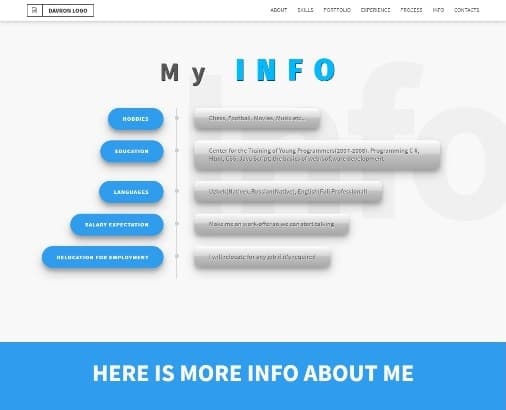 DAVRON LOGO
ABOUT SKILLS PORTFOLIO EXPERIENCE PROCESS INFO CONTACTS
Info
My INFO
HOBBIES
Chess, Football, Movies, Music etc...
EDUCATION
Center for the Training of Young Programmers(2007-2008). Programming C#,
Html, CSS, Java Script, the basics of web software development
LANGUAGES
Uzbek(Native), Russian(Native), English(Full Professional)
SALARY EXPECTATION
Make me an work-offer so we can start talking
RELOCATION FOR EMPLOYMENT
I will relocate for any job if it's required
HERE IS MORE INFO ABOUT ME